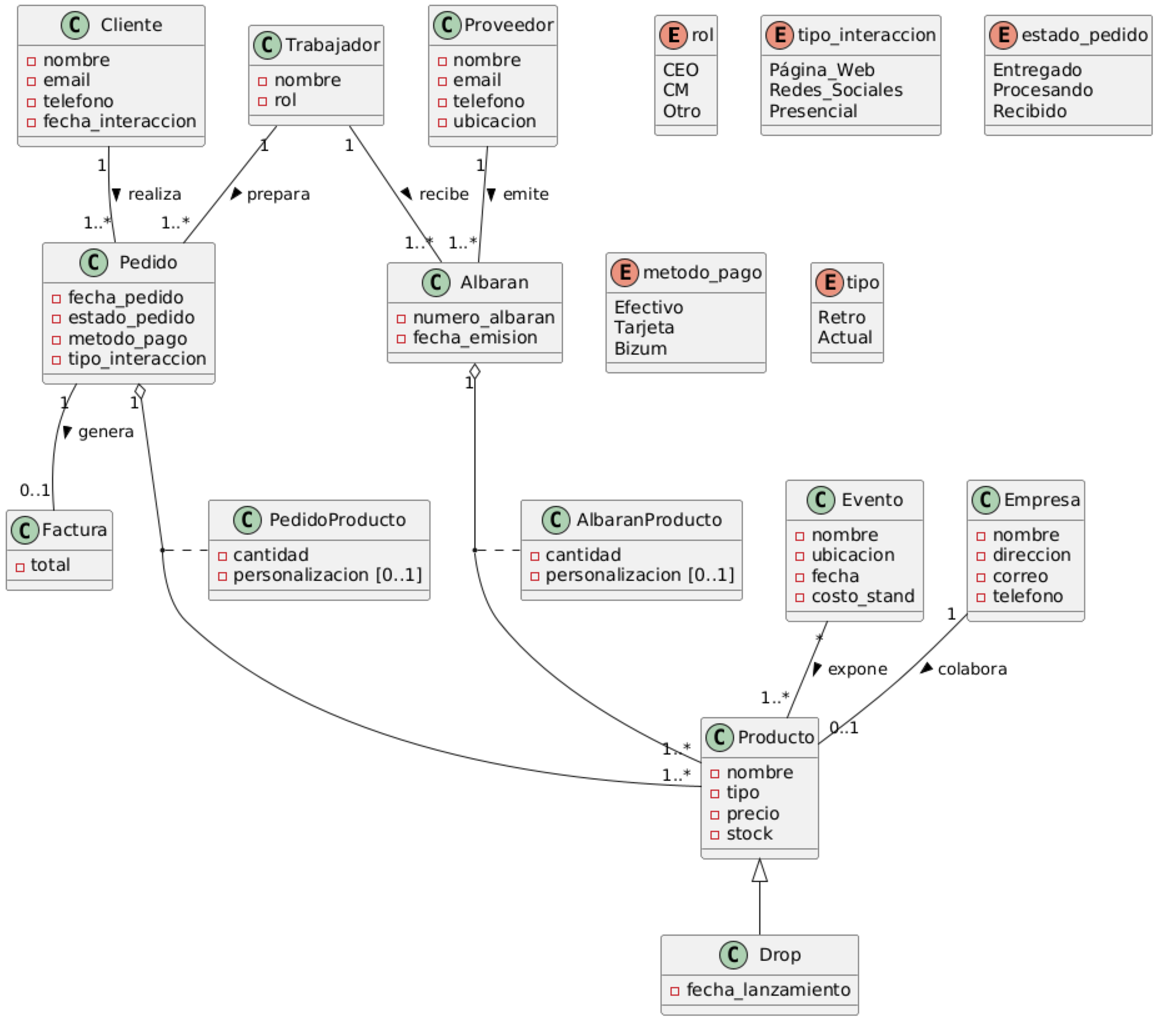 C Cliente
nombre
email
telefono
fecha_interaccion
C Trabajador
nombre
rol
C Proveedor
nombre
email
telefono
ubicacion
E rol
CEO
CM
Otro
E tipo_interaccion
Página_Web
Redes_Sociales
Presencial
E estado_pedido
Entregado
Procesando
Recibido
1
realiza
1..*
1
prepara
1..*
1
recibe
1..*
1
emite
1..*
C Pedido
fecha_pedido
estado_pedido
metodo_pago
tipo_interaccion
C Albaran
numero_albaran
fecha_emision
E metodo_pago
Efectivo
Tarjeta
Bizum
E tipo
Retro
Actual
1
genera
0..1
1
1
C Factura
total
C PedidoProducto
cantidad
personalizacion [0..1]
C AlbaranProducto
cantidad
personalizacion [0..1]
C Evento
nombre
ubicacion
fecha
costo_stand
C Empresa
nombre
direccion
correo
telefono
*
expone
1..*
1
colabora
0..1
1..*
1..*
C Producto
nombre
tipo
precio
stock
C Drop
fecha_lanzamiento